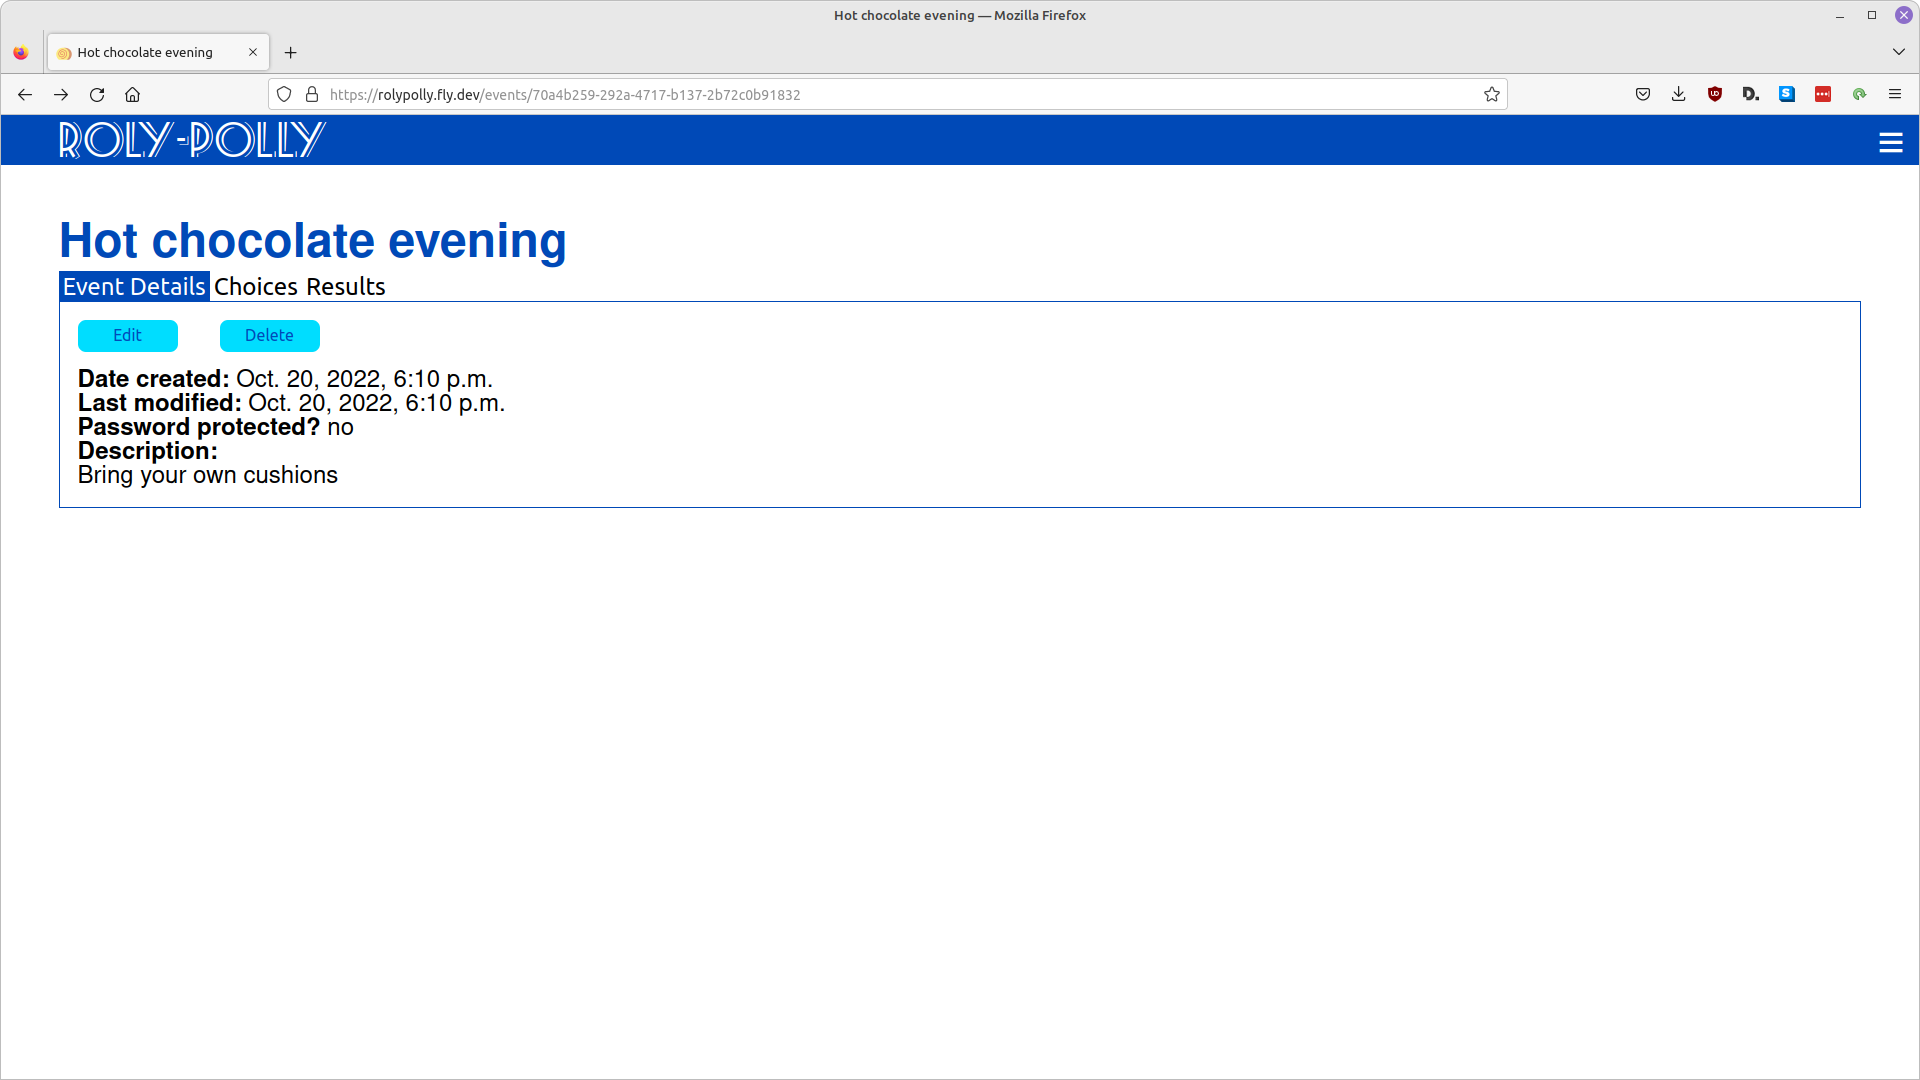 Hot chocolate evening — Mozilla Firefox
Hot chocolate evening
https://rolypolly.fly.dev/events/70a4b259-292a-4717-b137-2b72c0b91832
ROLY-POLLY
Hot chocolate evening
Event Details Choices Results
Edit Delete
Date created: Oct. 20, 2022, 6:10 p.m.
Last modified: Oct. 20, 2022, 6:10 p.m.
Password protected? no
Description:
Bring your own cushions